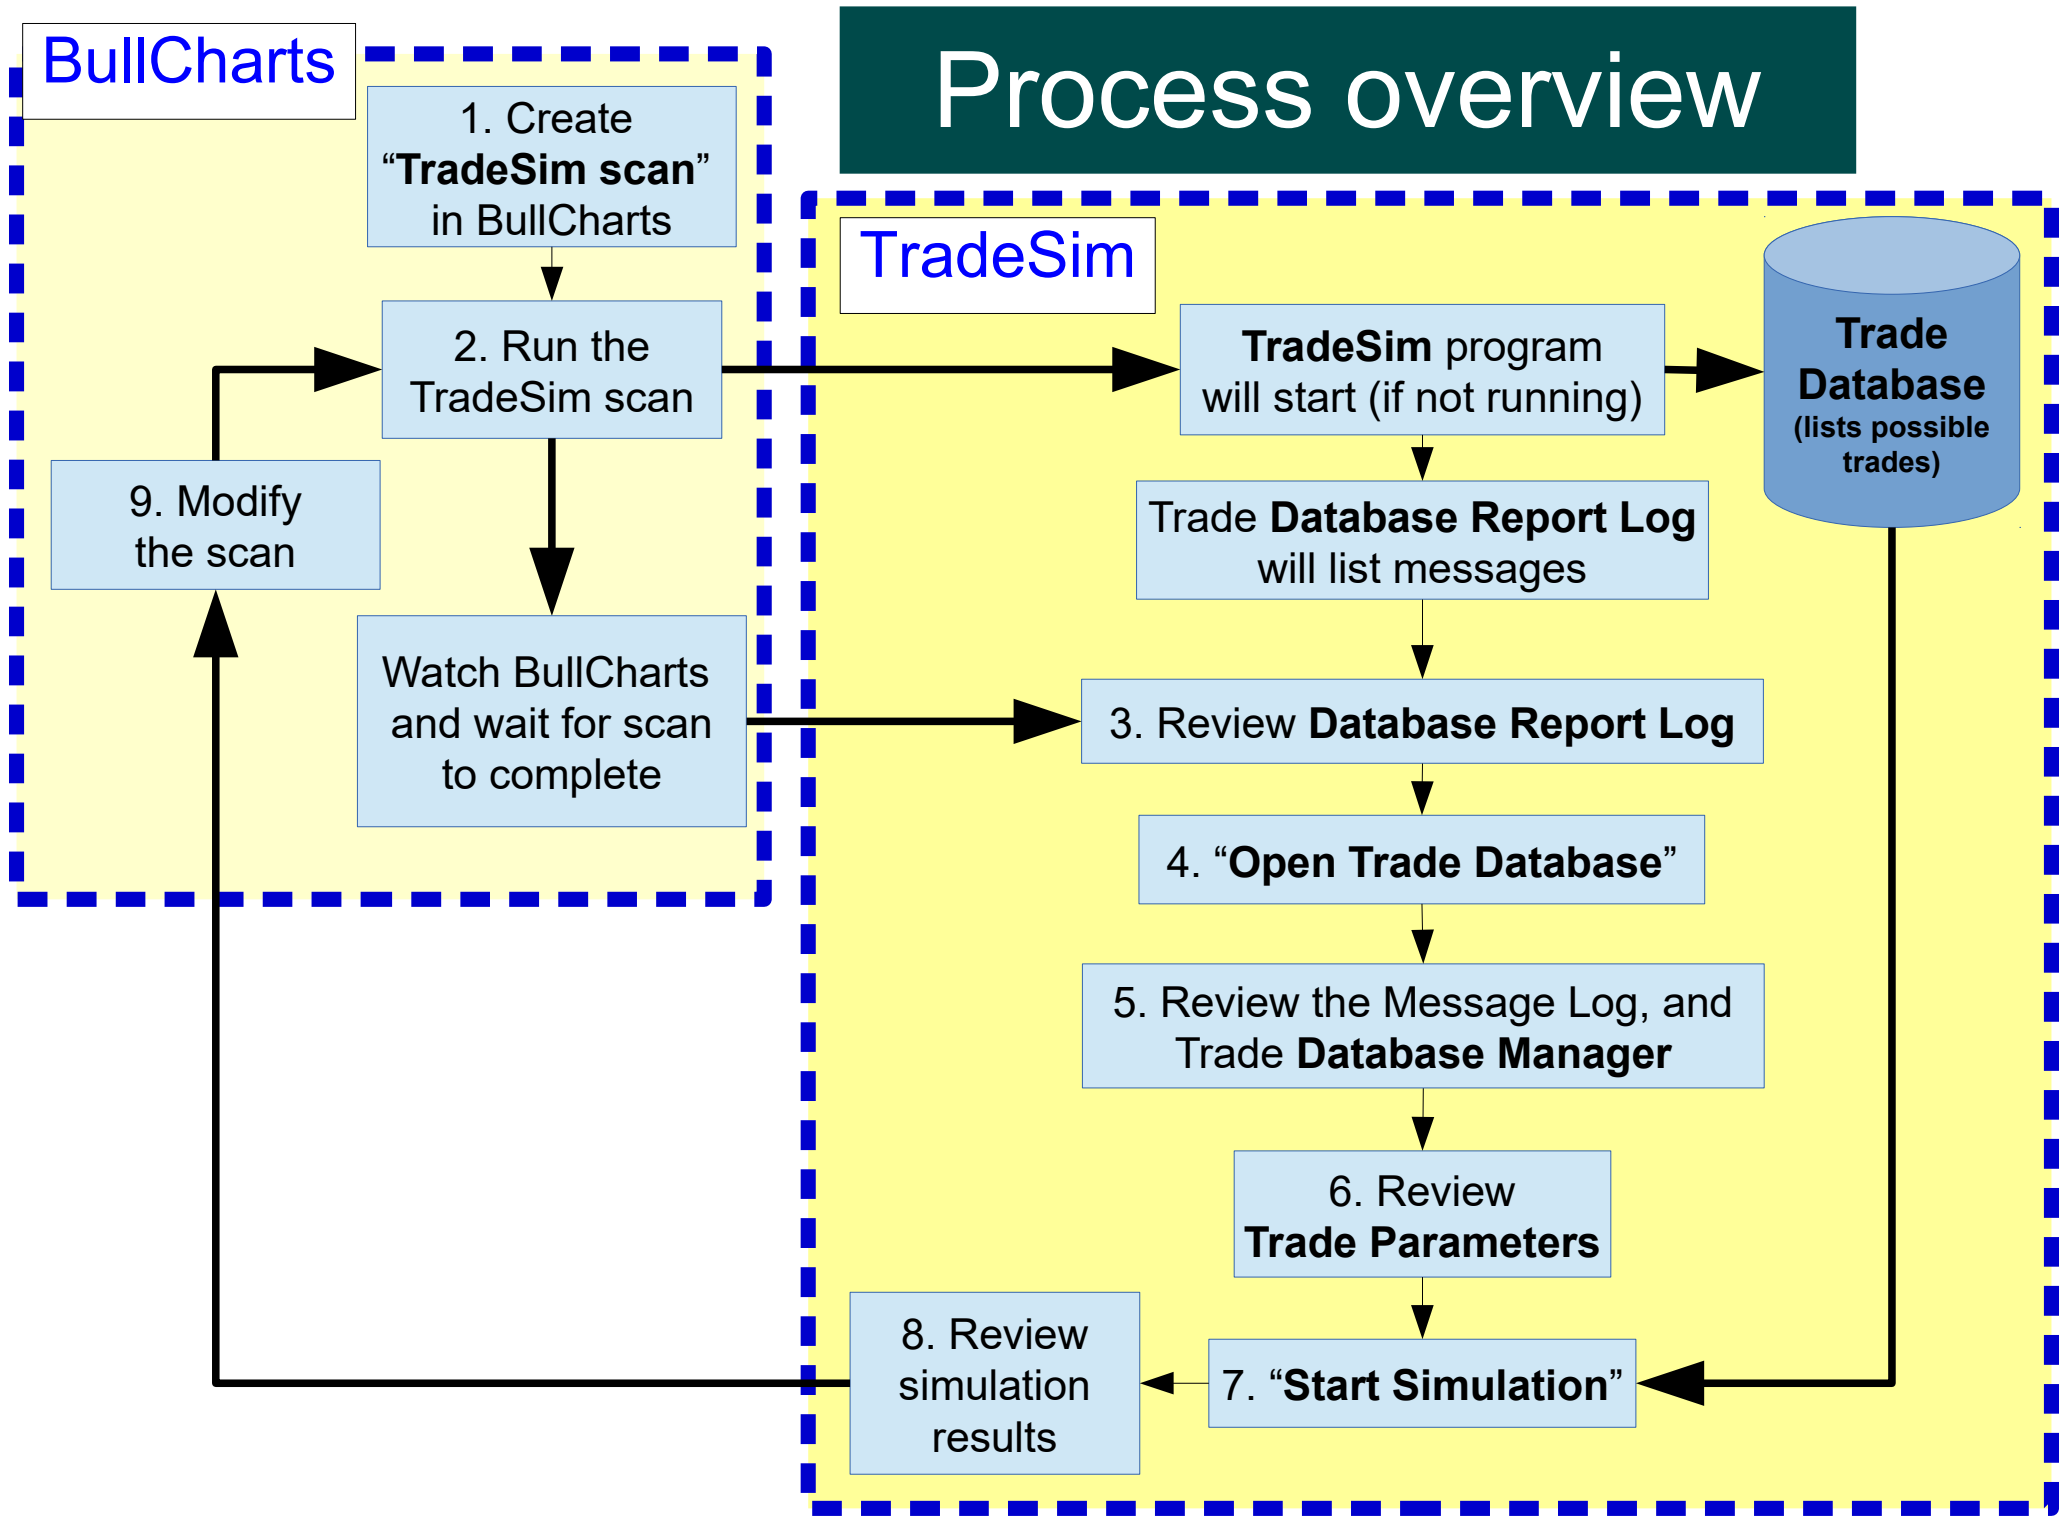 BullCharts
Process overview
1. Create
“TradeSim scan”
in BullCharts
2. Run the
TradeSim scan
9. Modify
the scan
Watch BullCharts
and wait for scan
to complete
TradeSim
TradeSim program
will start (if not running)
Trade
Database
(lists possible
trades)
Trade Database Report Log
will list messages
3. Review Database Report Log
4. “Open Trade Database”
5. Review the Message Log, and
Trade Database Manager
6. Review
Trade Parameters
7. “Start Simulation”
8. Review
simulation
results